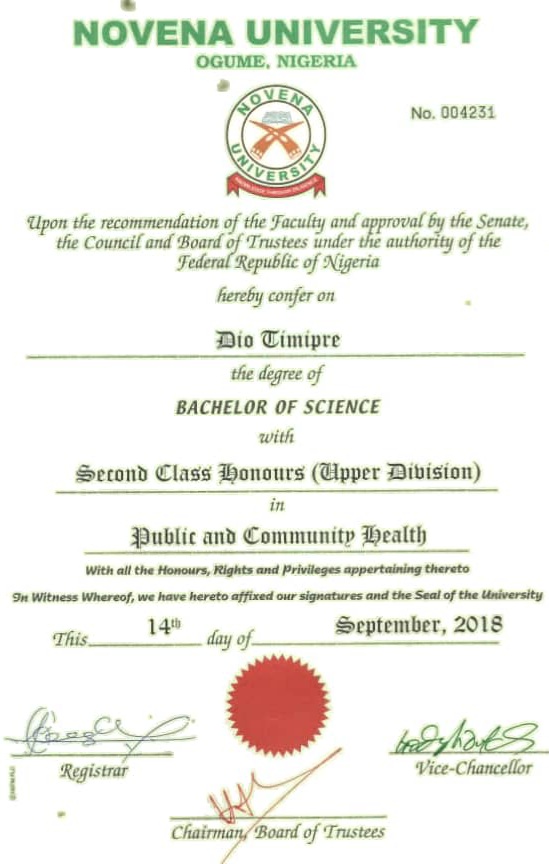 NOVENA UNIVERSITY
OGUME, NIGERIA
NOVENA
UNIVERSITY
KNOWLEDGE THROUGH DILIGENCE
No. 004231
Upon the recommendation of the Faculty and approval by the Senate,
the Council and Board of Trustees under the authority of the
Federal Republic of Nigeria
hereby confer on
Dio Timipre
the degree of
BACHELOR OF SCIENCE
with
Second Class Honours (Upper Division)
in
Public and Community Health
With all the Honours, Rights and Privileges appertaining thereto
In Witness Whereof, we have hereto affixed our signatures and the Seal of the University
This 14th day of September, 2018
Registrar
Vice-Chancellor
Chairman, Board of Trustees